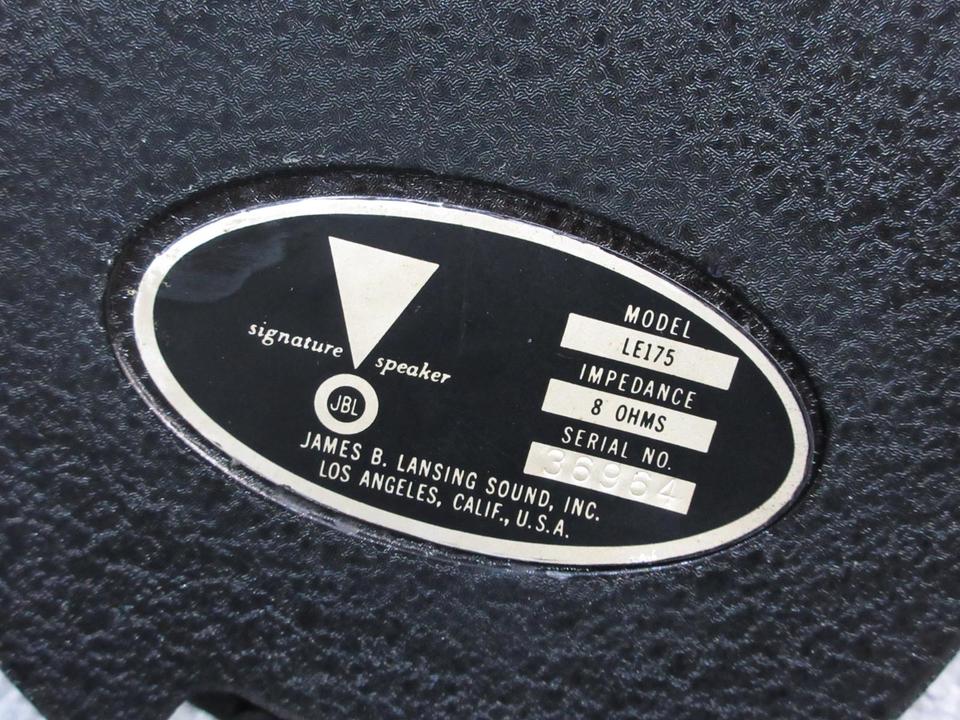 signature speaker
JBL
JAMES B. LANSING SOUND, INC.
LOS ANGELES, CALIF., U.S.A.
MODEL
LE175
IMPEDANCE
8 OHMS
SERIAL NO.
36964